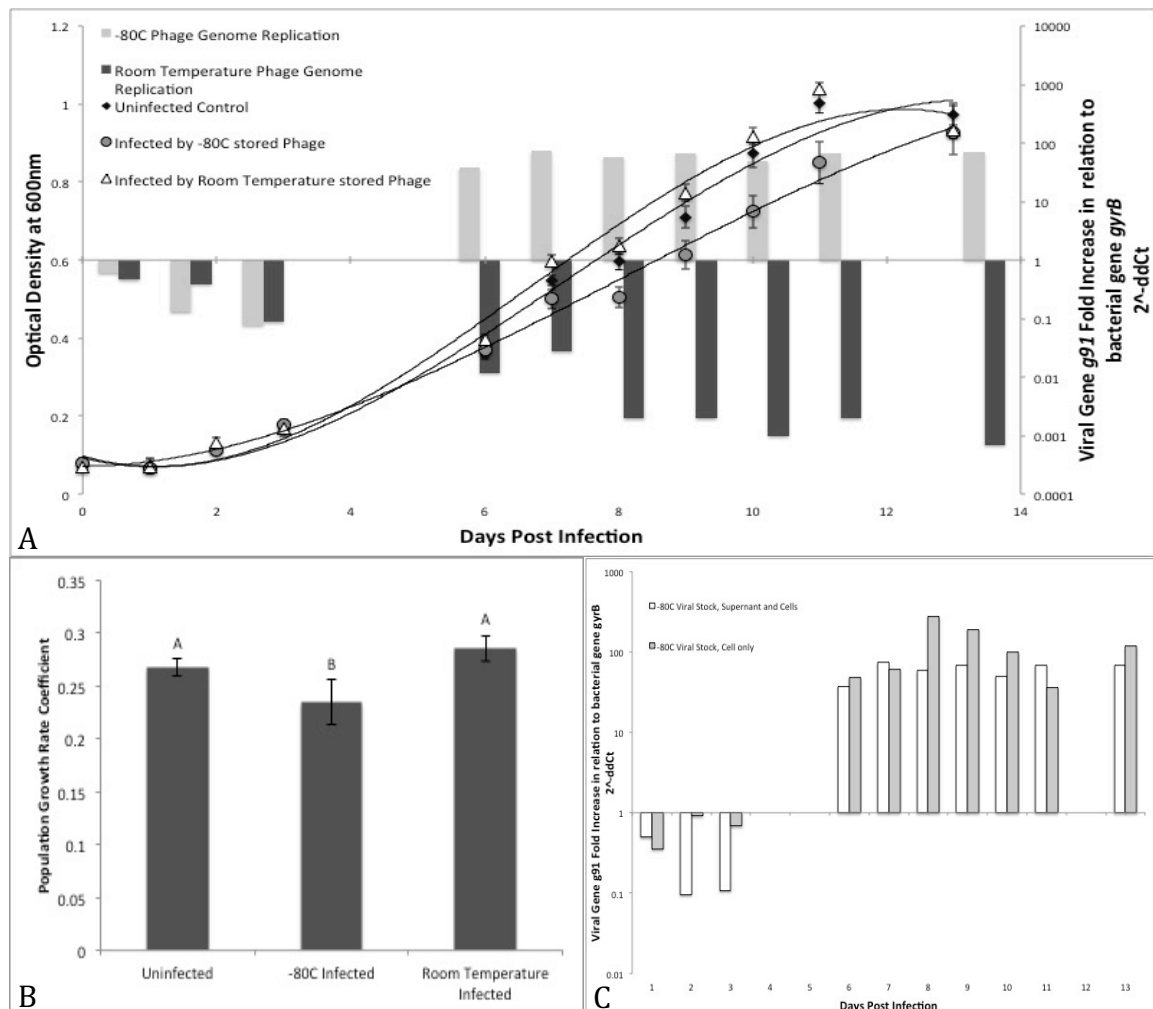 -80C Phage Genome Replication
Room Temperature Phage Genome
Replication
Uninfected Control
Infected by -80C stored Phage
Infected by Room Temperature stored Phage
Optical Density at 600nm
1.2
1
0.8
0.6
0.4
0.2
0
0
2
4
6
8
10
12
14
Days Post Infection
10000
1000
100
10
1
0.1
0.01
0.001
0.0001
Viral Gene g91 Fold Increase in relation to
bacterial gene gyrB
2^-ddCt
A
Population Growth Rate Coefficient
0.35
0.3
0.25
0.2
0.15
0.1
0.05
0
A
B
A
Uninfected
-80C Infected
Room Temperature
Infected
B
Viral Gene g91 Fold Increase in relation to bacterial gene gyrB
2^-ddCt
1000
100
10
1
0.1
0.01
-80C Viral Stock, Supernant and Cells
-80C Viral Stock, Cell only
1
2
3
4
5
6
7
8
9
10
11
12
13
Days Post Infection
C